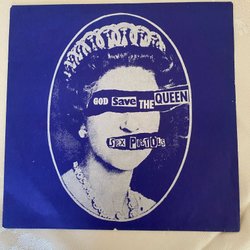 GOD Save THE QUEEN
SEX PISTOLS